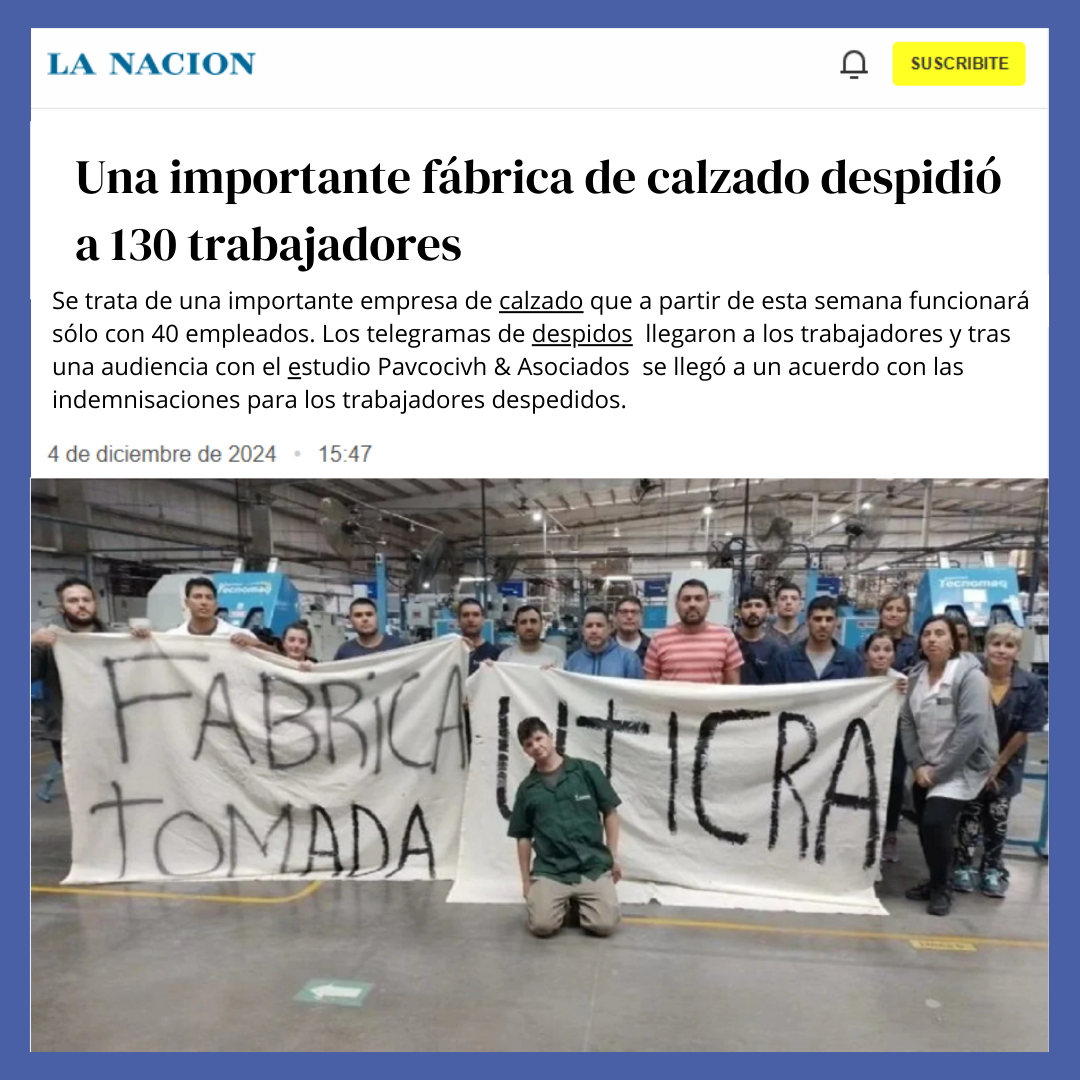 LA NACION
SUSCRIBITE
Una importante fábrica de calzado despidió
a 130 trabajadores
Se trata de una importante empresa de calzado que a partir de esta semana funcionará
sólo con 40 empleados. Los telegramas de despidos llegaron a los trabajadores y tras
una audiencia con el estudio Pavcocivh & Asociados se llegó a un acuerdo con las
indemnisaciones para los trabajadores despedidos.
4 de diciembre de 2024 • 15:47
Tecnomaq
Tecnomaq
FABRiCA
TOMADA
UTICRA